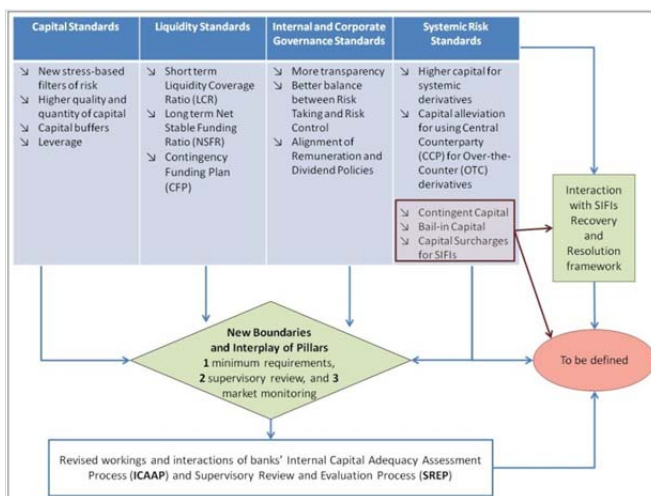 Capital Standards
Liquidity Standards
Internal and Corporate
Governance Standards
Systemic Risk
Standards
↘ New stress-based
filters of risk
↘ Higher quality and
quantity of capital
↘ Capital buffers
↘ Leverage
↘ Short term
Liquidity Coverage
Ratio (LCR)
↘ Long term Net
Stable Funding
Ratio (NSFR)
↘ Contingency
Funding Plan
(CFP)
↘ More transparency
↘ Better balance
between Risk
Taking and Risk
Control
↘ Alignment of
Remuneration and
Dividend Policies
↘ Higher capital for
systemic
derivatives
↘ Capital alleviation
for using Central
Counterparty
(CCP) for Over-the-
Counter (OTC)
derivatives
↘ Contingent Capital
↘ Bail-in Capital
↘ Capital Surcharges
for SIFIs
Interaction
with SIFIs
Recovery
and
Resolution
framework
New Boundaries
and Interplay of Pillars
1 minimum requirements,
2 supervisory review, and 3
market monitoring
To be defined
Revised workings and interactions of banks' Internal Capital Adequacy Assessment
Process (ICAAP) and Supervisory Review and Evaluation Process (SREP)